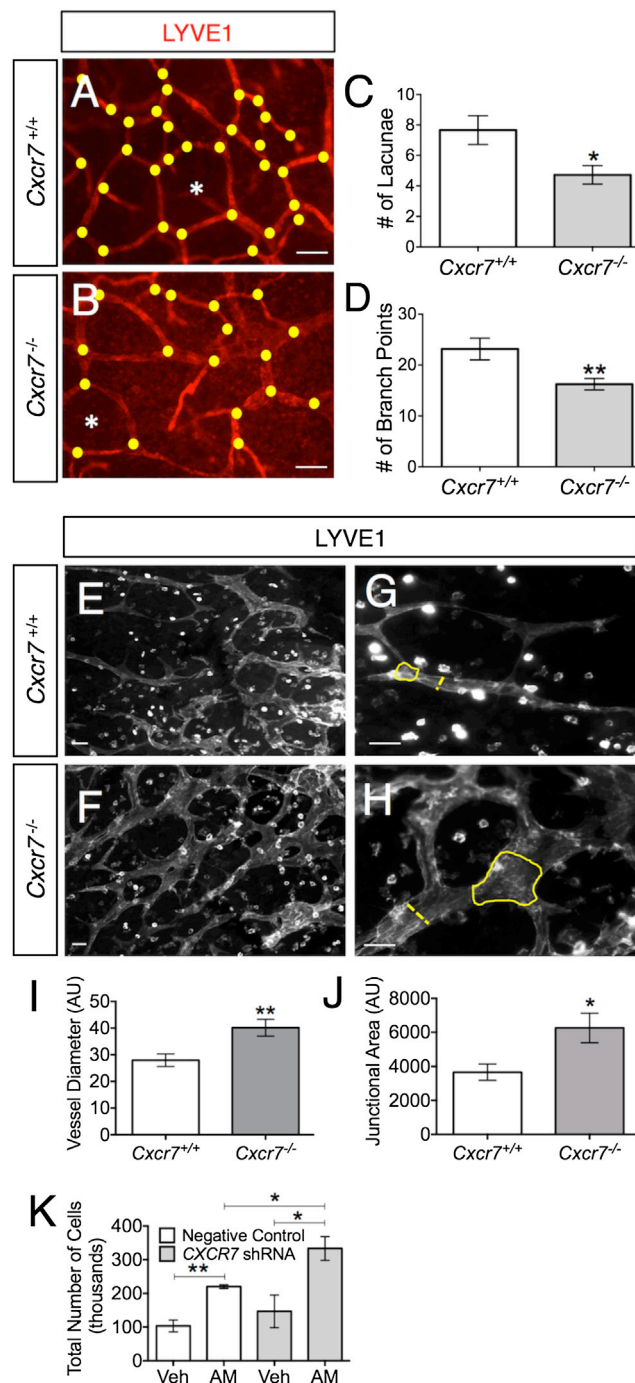 LYVE1
Cxcr7+/+
A
*
Cxcr7-/-
B
*
C
# of Lacunae
10
8
6
4
2
0
*
Cxcr7+/+ Cxcr7-/-
D
# of Branch Points
30
20
10
0
**
Cxcr7+/+ Cxcr7-/-
LYVE1
Cxcr7+/+
E
G
Cxcr7-/-
F
H
I
Vessel Diameter (AU)
50
40
30
20
10
0
**
Cxcr7+/+ Cxcr7-/-
J
Junctional Area (AU)
8000
6000
4000
2000
0
*
Cxcr7+/+ Cxcr7-/-
K
Total Number of Cells
(thousands)
400
300
200
100
0
Negative Control
CXCR7 shRNA
**
*
*
Veh AM Veh AM